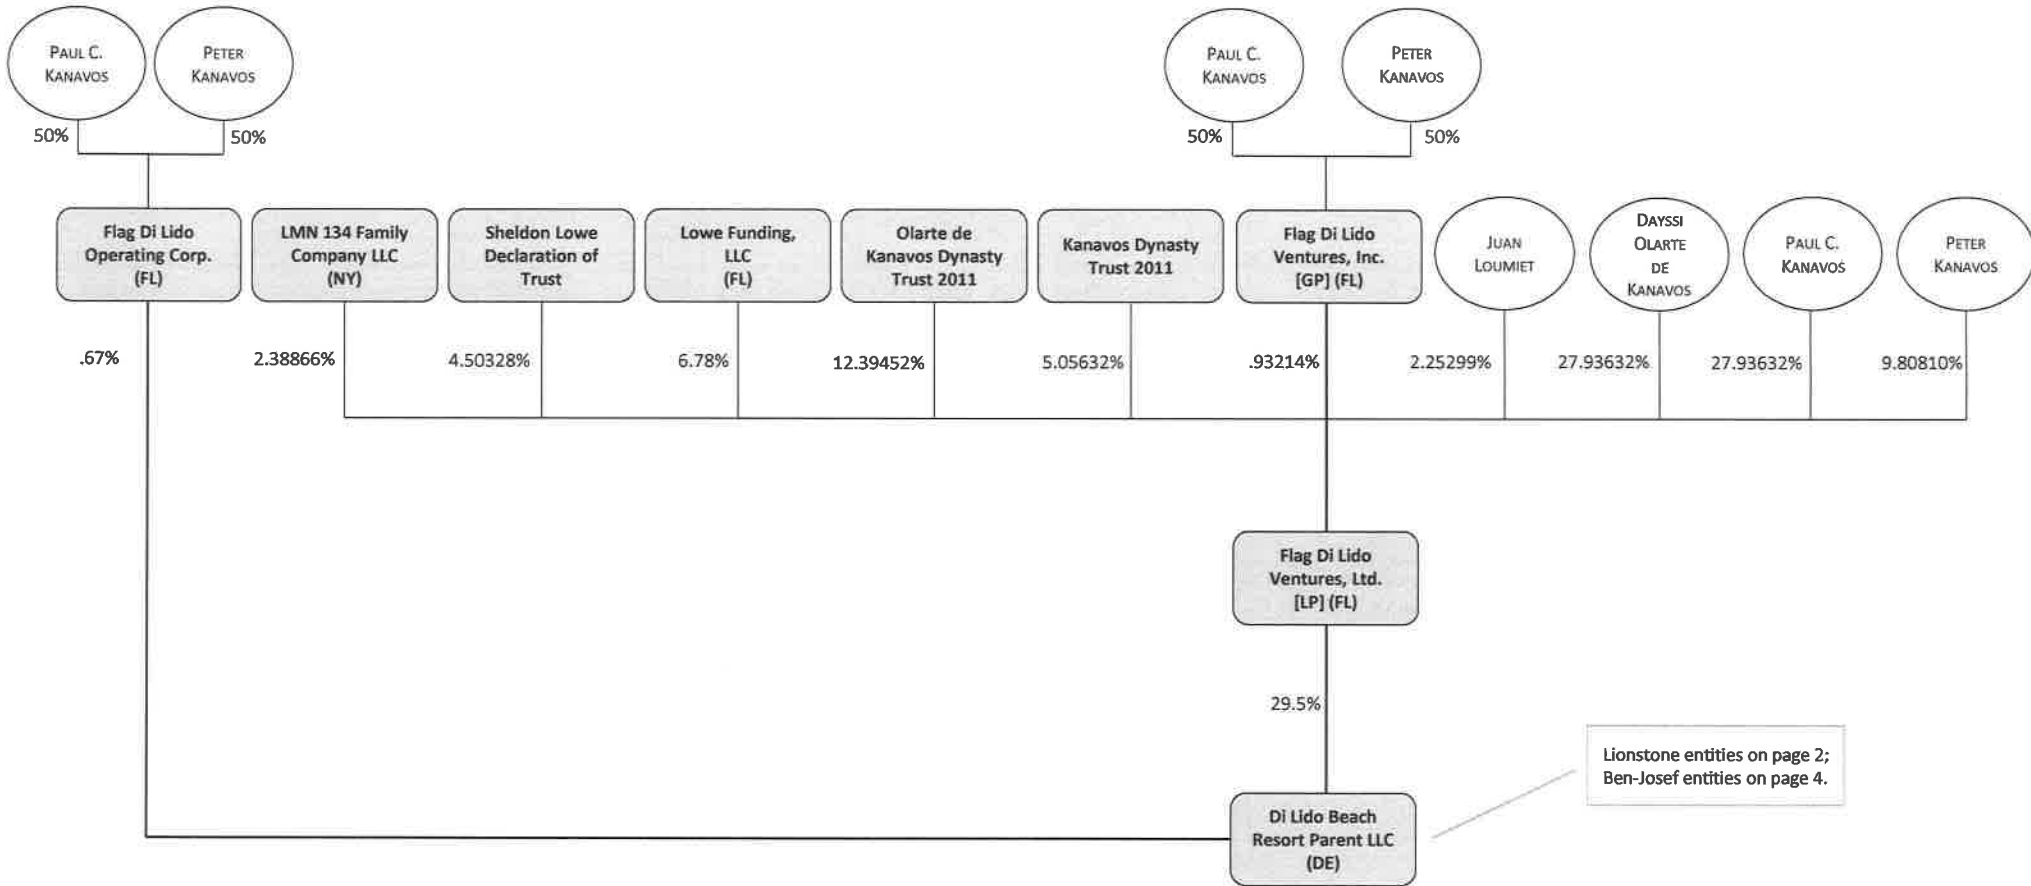 PAUL C.
KANAVOS
PETER
KANAVOS
PAUL C.
KANAVOS
PETER
KANAVOS
50%
50%
50%
50%
Flag Di Lido
Operating Corp.
(FL)
LMN 134 Family
Company LLC
(NY)
Sheldon Lowe
Declaration of
Trust
Lowe Funding,
LLC
(FL)
Olarte de
Kanavos Dynasty
Trust 2011
Kanavos Dynasty
Trust 2011
Flag Di Lido
Ventures, Inc.
[GP] (FL)
JUAN
LOUMIET
DAYSSI
OLARTE
DE
KANAVOS
PAUL C.
KANAVOS
PETER
KANAVOS
.67%
2.38866%
4.50328%
6.78%
12.39452%
5.05632%
.93214%
2.25299%
27.93632%
27.93632%
9.80810%
Flag Di Lido
Ventures, Ltd.
[LP] (FL)
29.5%
Lionstone entities on page 2;
Ben-Josef entities on page 4.
Di Lido Beach
Resort Parent LLC
(DE)